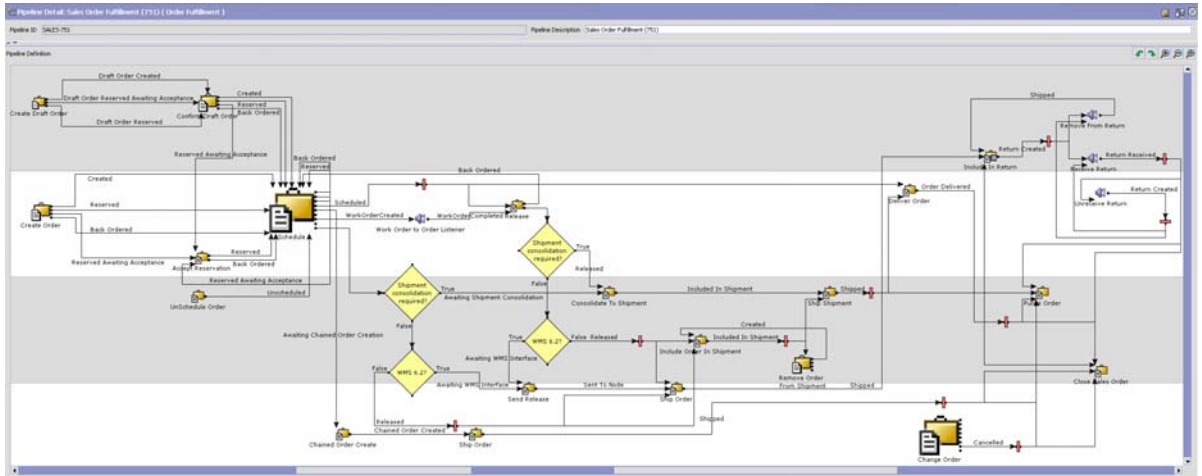 Pipeline Detail: Sales Order Fulfillment (751) ( Order Fulfillment )
Pipeline ID SALES-751
Pipeline Description Sales Order Fulfillment (751)
Pipeline Definition
Draft Order Created
Draft Order Reserved Awaiting Acceptance
Draft Order Reserved
Create Draft Order
Confirm Draft Order
Created
Reserved
Back Ordered
Reserved Awaiting Acceptance
Back Ordered
Reserved
Created
Reserved
Back Ordered
Create Order
Reserved Awaiting Acceptance
Accept Reservation
Reserved
Back Ordered
Reserved Awaiting Acceptance
Unscheduled
UnSchedule Order
Schedule
Scheduled
Back Ordered
WorkOrderCreated
Work Order to Order Listener
WorkOrderCompleted
Release
Shipment
consolidation
required?
True
Released
False
Shipment
consolidation
required?
True
Awaiting Shipment Consolidation
False
Awaiting Chained Order Creation
Consolidate To Shipment
Included In Shipment
Ship Shipment
Shipped
WMS 6.2?
True
False
Released
Awaiting WMS Interface
Include Order In Shipment
Included In Shipment
Created
Remove Order
From Shipment
WMS 6.2?
False
True
Awaiting WMS Interface
Send Release
Sent To Node
Ship Order
Shipped
Released
Chained Order Created
Chained Order Create
Ship Order
Shipped
Deliver Order
Order Delivered
Shipped
Include In Return
Return Created
Remove From Return
Return Received
Receive Return
Return Created
Unreceive Return
Purge Order
Close Sales Order
Change Order
Cancelled